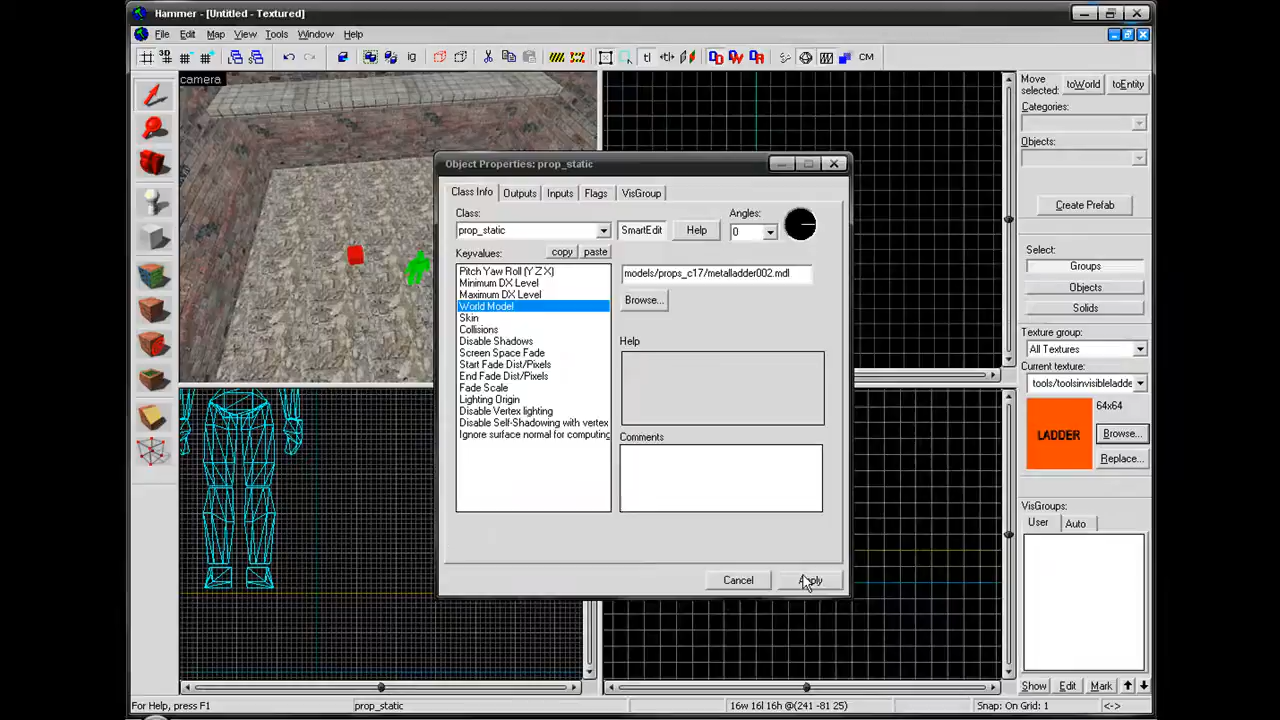 Hammer - [Untitled - Textured]
File Edit Map View Tools Window Help
3D ig tl +tl+ CM
camera
Object Properties: prop_static
Class Info Outputs Inputs Flags VisGroup
Class:
prop_static
SmartEdit
Help
Angles:
0
Keyvalues:
copy
paste
Pitch Yaw Roll (Y Z X)
Minimum DX Level
Maximum DX Level
World Model
Skin
Collisions
Disable Shadows
Screen Space Fade
Start Fade Dist/Pixels
End Fade Dist/Pixels
Fade Scale
Lighting Origin
Disable Vertex lighting
Disable Self-Shadowing with vertex
Ignore surface normal for computing
models/props_c17/metalladder002.mdl
Browse...
Help
Comments
Cancel
Apply
Move selected:
toWorld
toEntity
Categories:
Objects:
Create Prefab
Select:
Groups
Objects
Solids
Texture group:
All Textures
Current texture:
tools/toolsinvisibleladde
LADDER
64x64
Browse...
Replace...
VisGroups:
User
Auto
Show
Edit
Mark
For Help, press F1
prop_static
16w 16l 16h @(241 -81 25)
Snap: On Grid: 1
<->